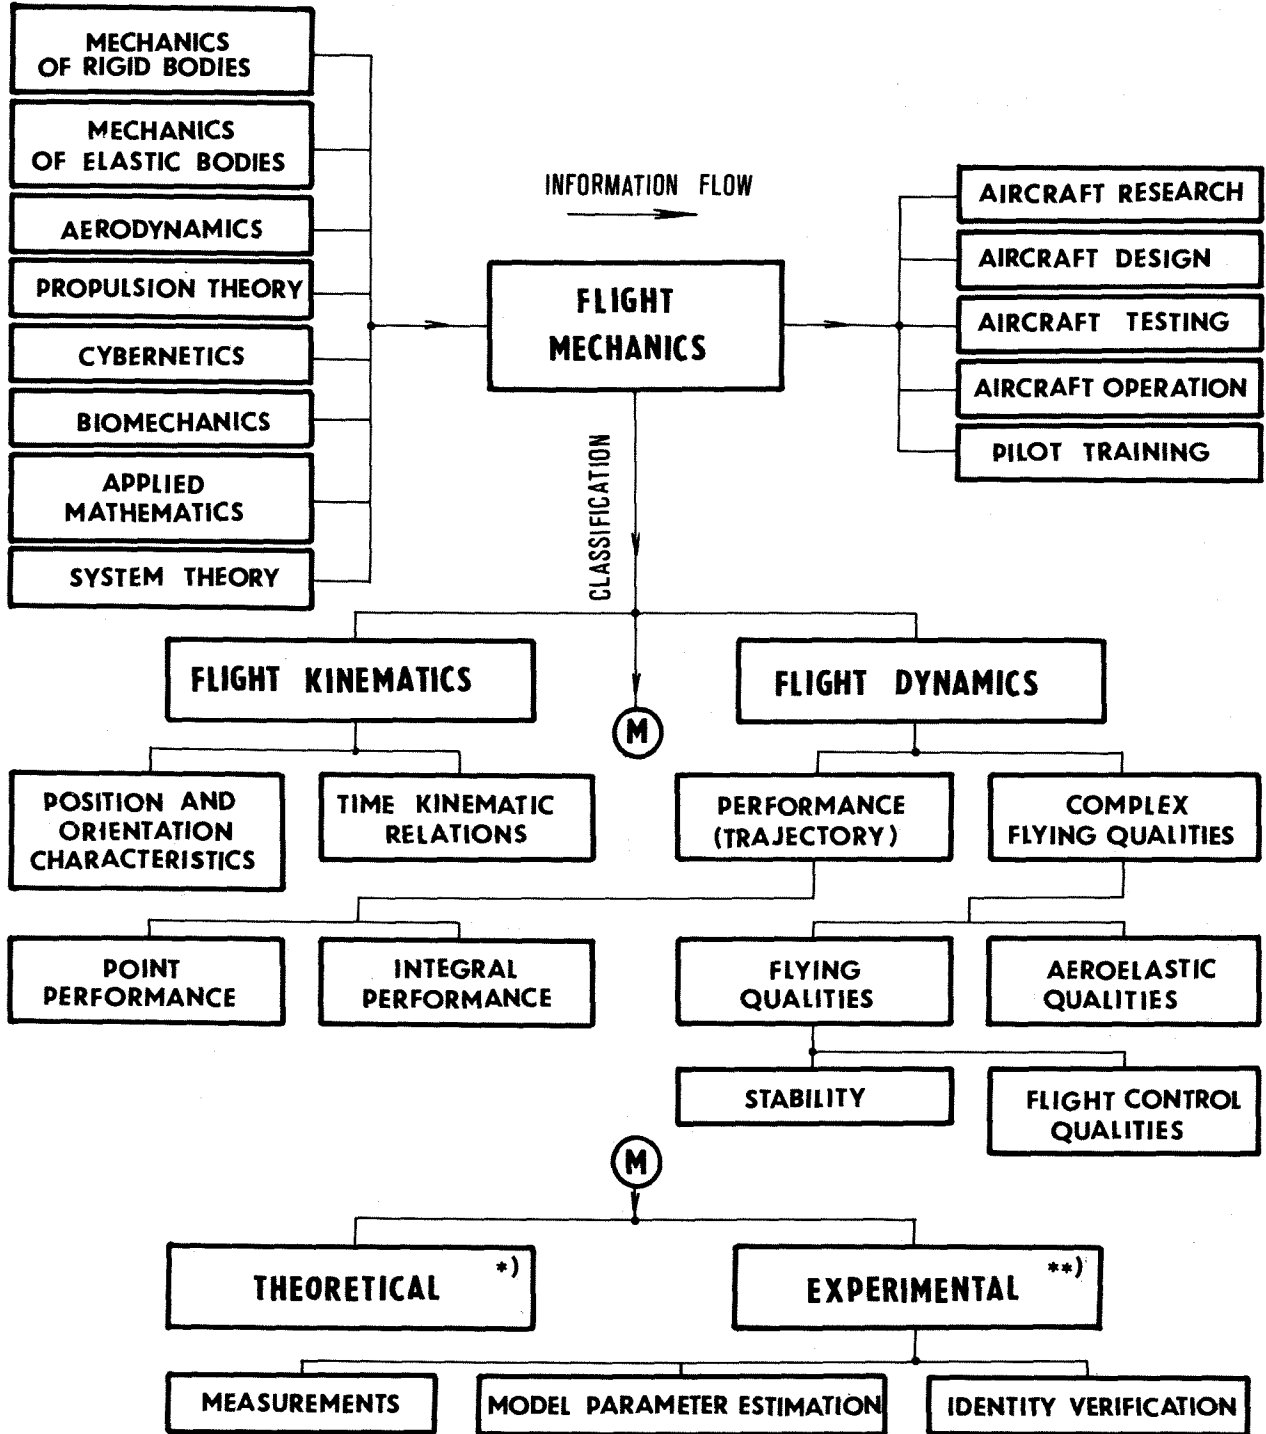 MECHANICS
OF RIGID BODIES
MECHANICS
OF ELASTIC BODIES
AERODYNAMICS
PROPULSION THEORY
CYBERNETICS
BIOMECHANICS
APPLIED
MATHEMATICS
SYSTEM THEORY
INFORMATION FLOW
FLIGHT
MECHANICS
AIRCRAFT RESEARCH
AIRCRAFT DESIGN
AIRCRAFT TESTING
AIRCRAFT OPERATION
PILOT TRAINING
CLASSIFICATION
FLIGHT KINEMATICS
M
FLIGHT DYNAMICS
POSITION AND
ORIENTATION
CHARACTERISTICS
TIME KINEMATIC
RELATIONS
PERFORMANCE
(TRAJECTORY)
COMPLEX
FLYING QUALITIES
POINT
PERFORMANCE
INTEGRAL
PERFORMANCE
FLYING
QUALITIES
AEROELASTIC
QUALITIES
STABILITY
FLIGHT CONTROL
QUALITIES
M
THEORETICAL *)
EXPERIMENTAL **)
MEASUREMENTS
MODEL PARAMETER ESTIMATION
IDENTITY VERIFICATION